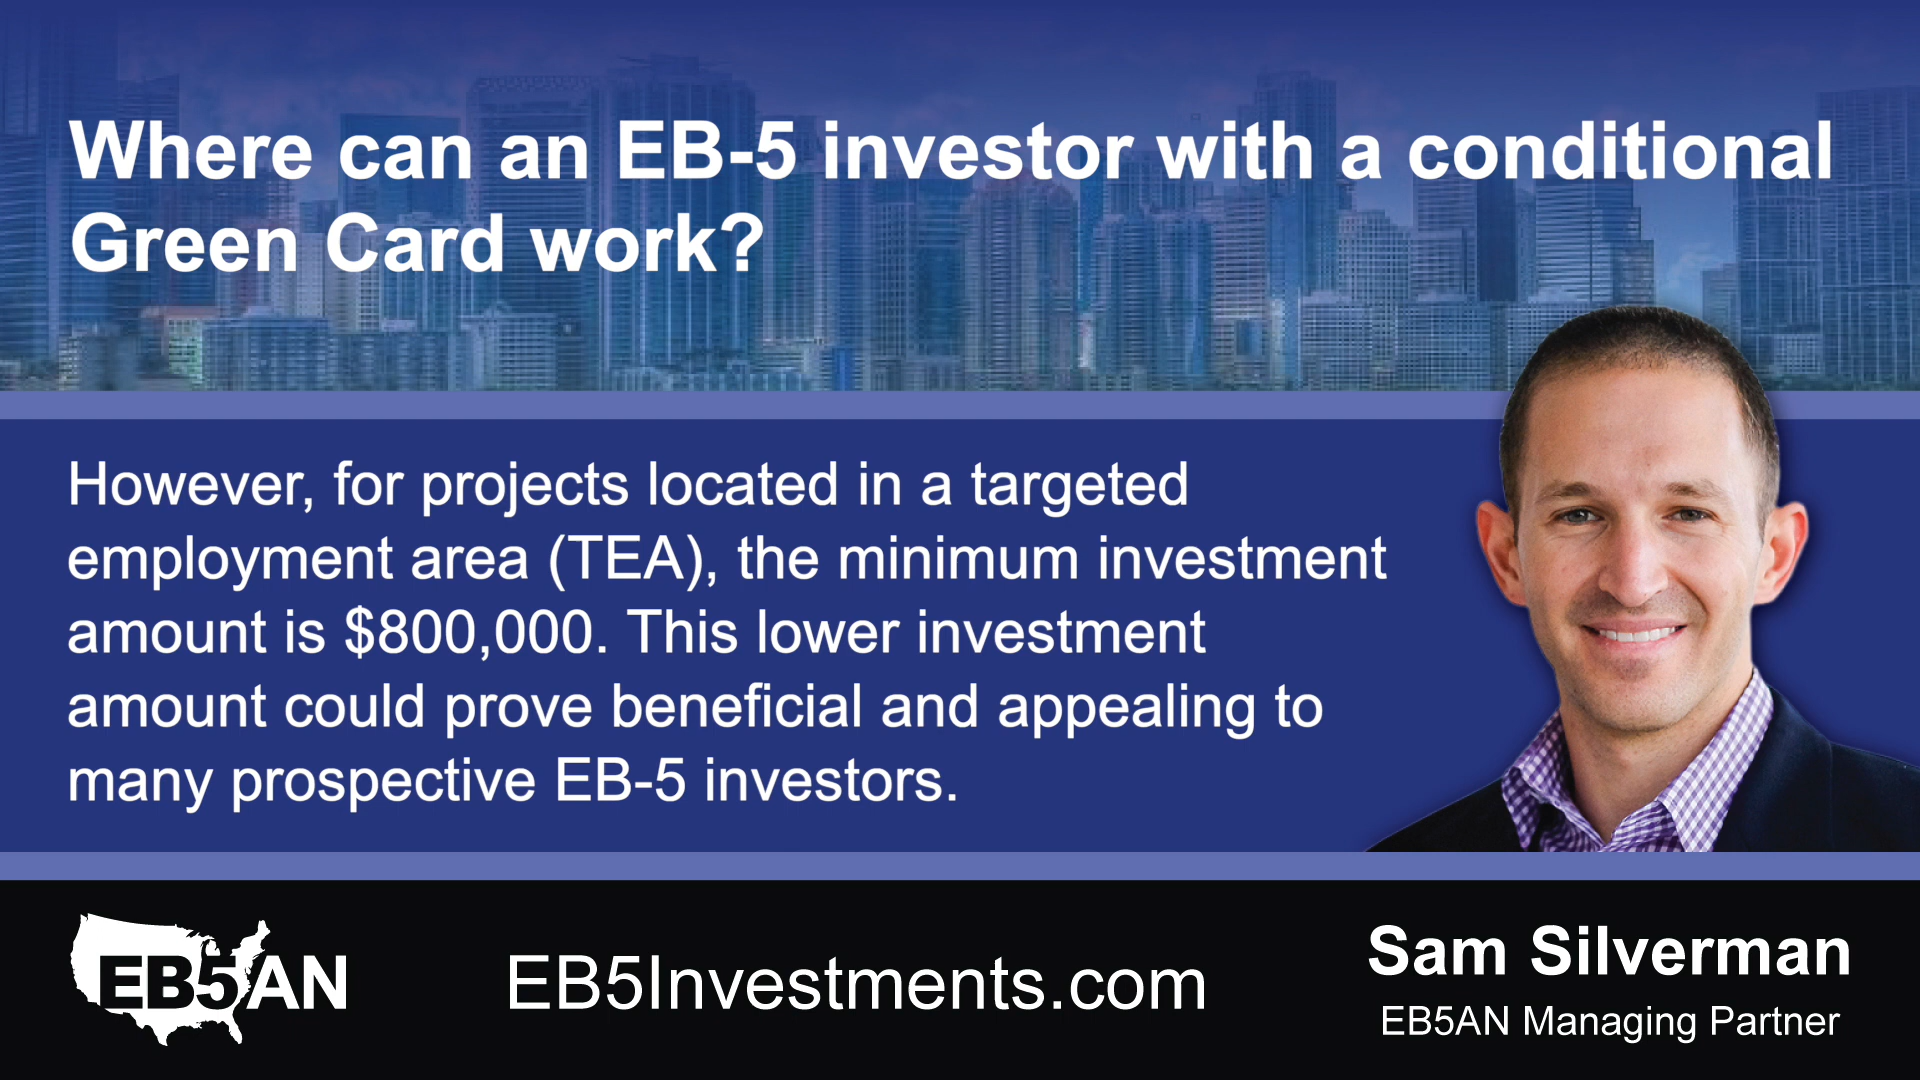 Where can an EB-5 investor with a conditional
Green Card work?
However, for projects located in a targeted
employment area (TEA), the minimum investment
amount is $800,000. This lower investment
amount could prove beneficial and appealing to
many prospective EB-5 investors.
EB5AN
EB5Investments.com
Sam Silverman
EB5AN Managing Partner